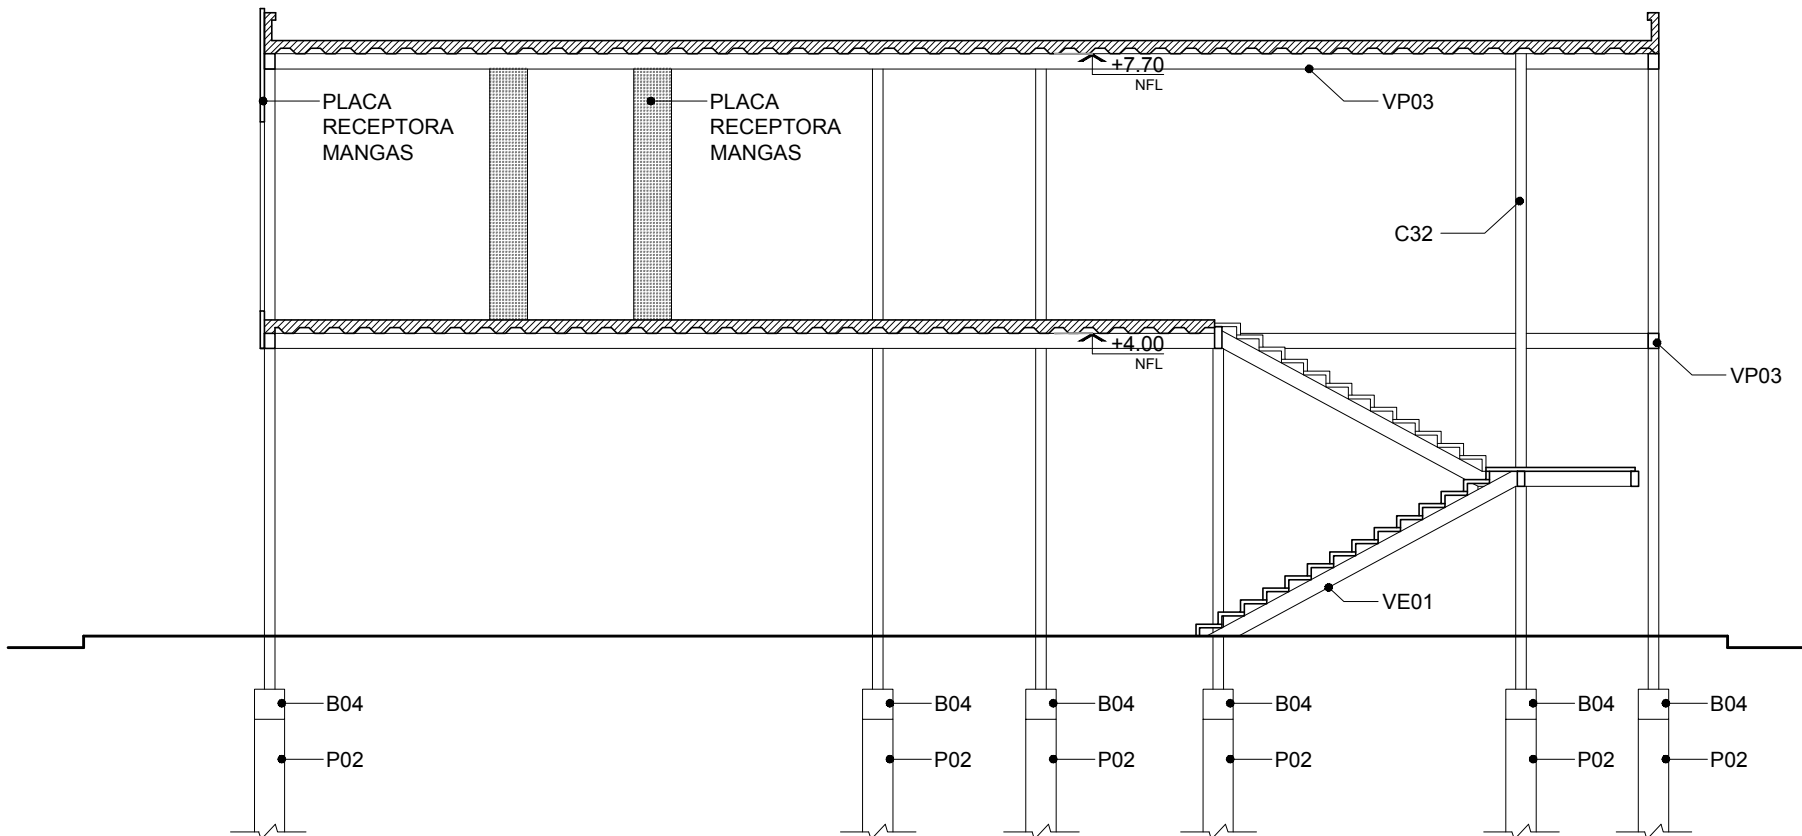 +7.70
NFL
PLACA
RECEPTORA
MANGAS
PLACA
RECEPTORA
MANGAS
VP03
C32
+4.00
NFL
VP03
VE01
B04
B04
B04
B04
B04
B04
P02
P02
P02
P02
P02
P02